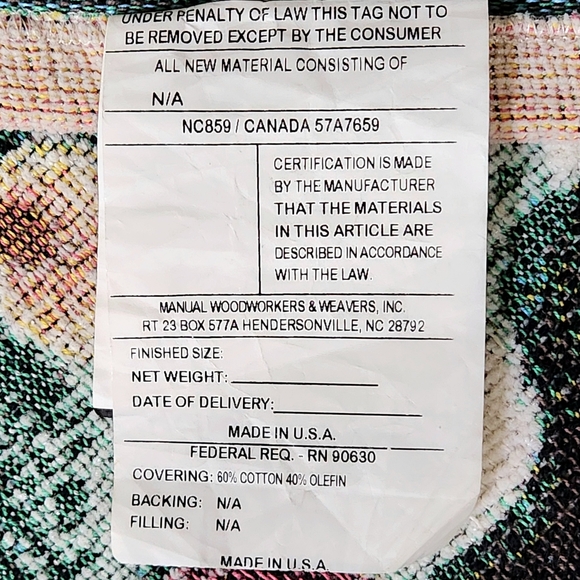 UNDER PENALTY OF LAW THIS TAG NOT TO
BE REMOVED EXCEPT BY THE CONSUMER
ALL NEW MATERIAL CONSISTING OF
N/A
NC859 / CANADA 57A7659
CERTIFICATION IS MADE
BY THE MANUFACTURER
THAT THE MATERIALS
IN THIS ARTICLE ARE
DESCRIBED IN ACCORDANCE
WITH THE LAW.
MANUAL WOODWORKERS & WEAVERS, INC.
RT 23 BOX 577A HENDERSONVILLE, NC 28792
FINISHED SIZE:
NET WEIGHT:
DATE OF DELIVERY:
MADE IN U.S.A.
FEDERAL REQ. - RN 90630
COVERING: 60% COTTON 40% OLEFIN
BACKING: N/A
FILLING: N/A
MADE IN U.S.A.